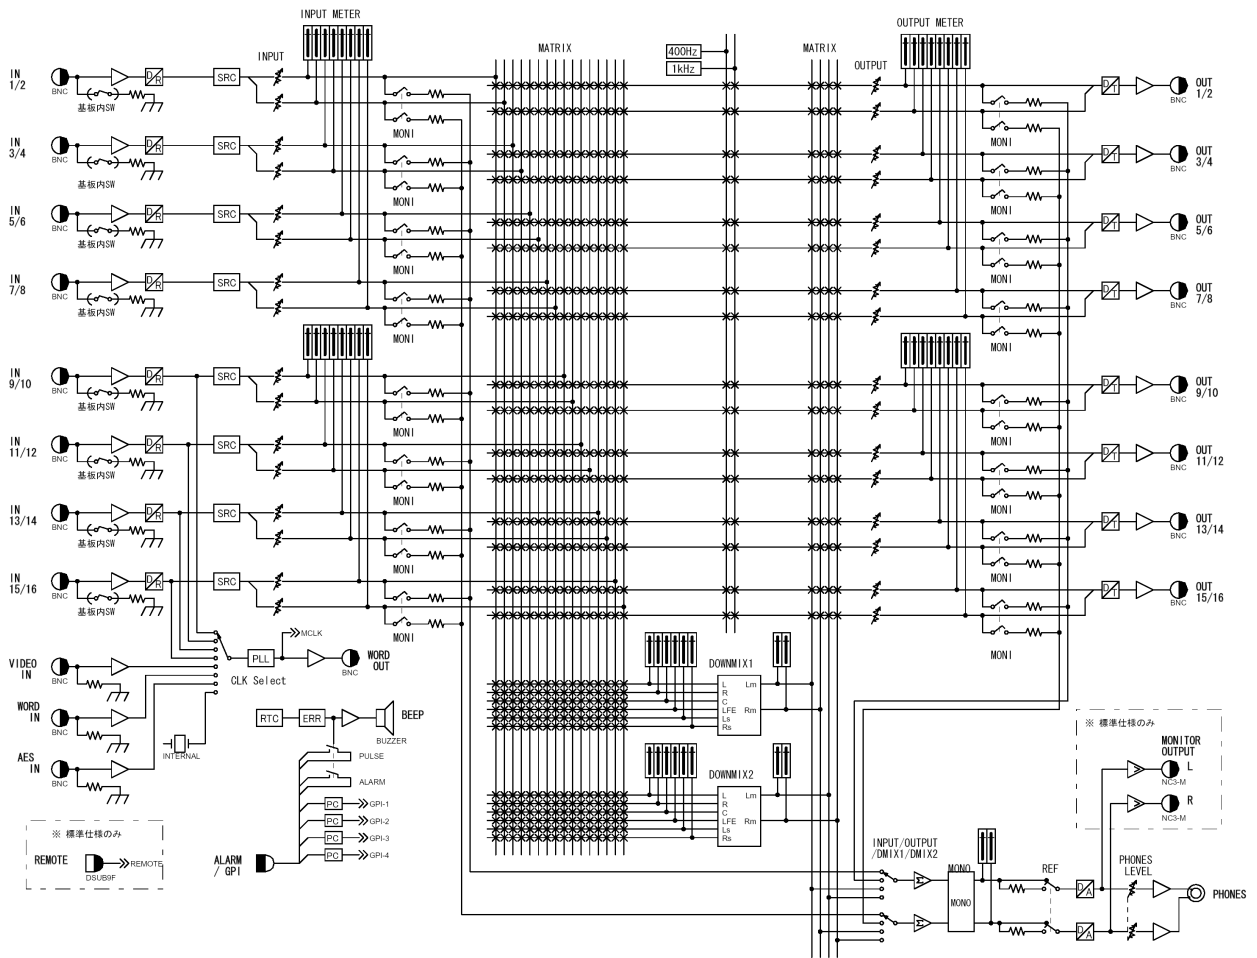 INPUT METER
OUTPUT METER
MATRIX
400Hz
1kHz
MATRIX
INPUT
OUTPUT
IN
1/2
BNC
D/R
SRC
基板内SW
MONI
D/T
BNC
OUT
1/2
MONI
IN
3/4
BNC
D/R
SRC
基板内SW
MONI
D/T
BNC
OUT
3/4
MONI
IN
5/6
BNC
D/R
SRC
基板内SW
MONI
D/T
BNC
OUT
5/6
MONI
IN
7/8
BNC
D/R
SRC
基板内SW
MONI
D/T
BNC
OUT
7/8
MONI
IN
9/10
BNC
D/R
SRC
基板内SW
MONI
D/T
BNC
OUT
9/10
MONI
IN
11/12
BNC
D/R
SRC
基板内SW
MONI
D/T
BNC
OUT
11/12
MONI
IN
13/14
BNC
D/R
SRC
基板内SW
MONI
D/T
BNC
OUT
13/14
MONI
IN
15/16
BNC
D/R
SRC
基板内SW
MONI
D/T
BNC
OUT
15/16
MONI
MCLK
PLL
WORD
OUT
BNC
CLK Select
VIDEO
IN
BNC
WORD
IN
BNC
AES
IN
BNC
INTERNAL
RTC
ERR
BEEP
BUZZER
PULSE
ALARM
PC
GPI-1
PC
GPI-2
PC
GPI-3
PC
GPI-4
ALARM
/ GPI
※ 標準仕様のみ
REMOTE
DSUB9F
REMOTE
DOWNMIX1
L
R
C
LFE
Ls
Rs
Lm
Rm
DOWNMIX2
L
R
C
LFE
Ls
Rs
Lm
Rm
※ 標準仕様のみ
MONITOR
OUTPUT
L
NC3-M
R
NC3-M
INPUT/OUTPUT
/DMIX1/DMIX2
Σ
Σ
MONO
MONO
REF
D/A
D/A
PHONES
LEVEL
PHONES